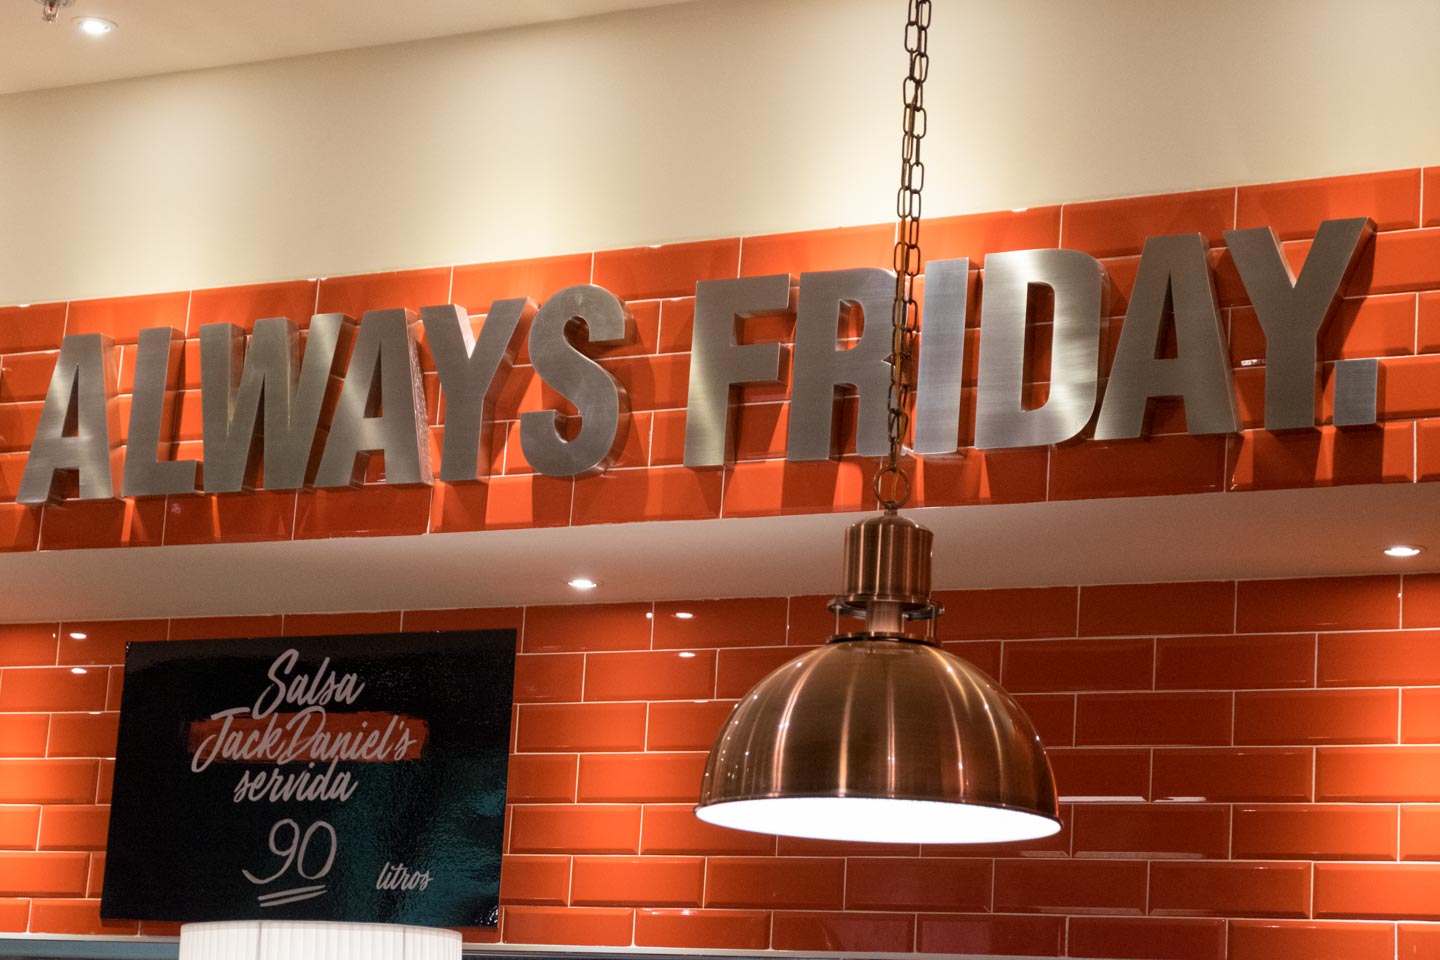 ALWAYS FRIDAY.
Salsa
Jack Daniel's
servida
90
litros